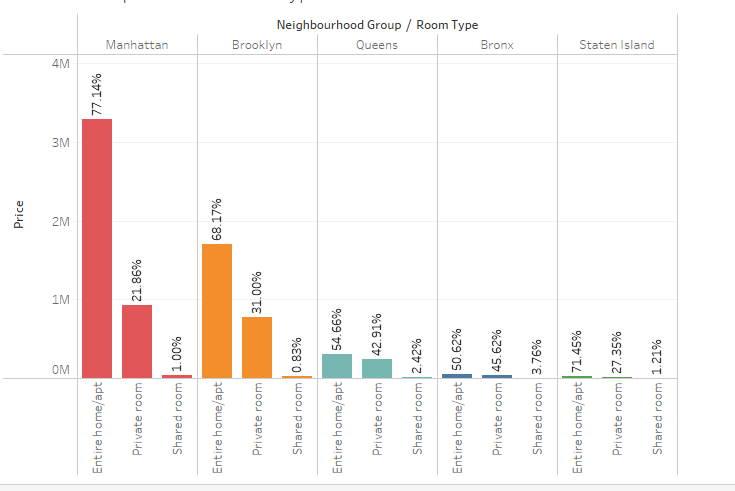 Neighbourhood Group / Room Type
Manhattan
Brooklyn
Queens
Bronx
Staten Island
Price
4M
3M
2M
1M
0M
77.14%
21.86%
1.00%
68.17%
31.00%
0.83%
54.66%
42.91%
2.42%
50.62%
45.62%
3.76%
71.45%
27.35%
1.21%
Entire home/apt
Private room
Shared room
Entire home/apt
Private room
Shared room
Entire home/apt
Private room
Shared room
Entire home/apt
Private room
Shared room
Entire home/apt
Private room
Shared room